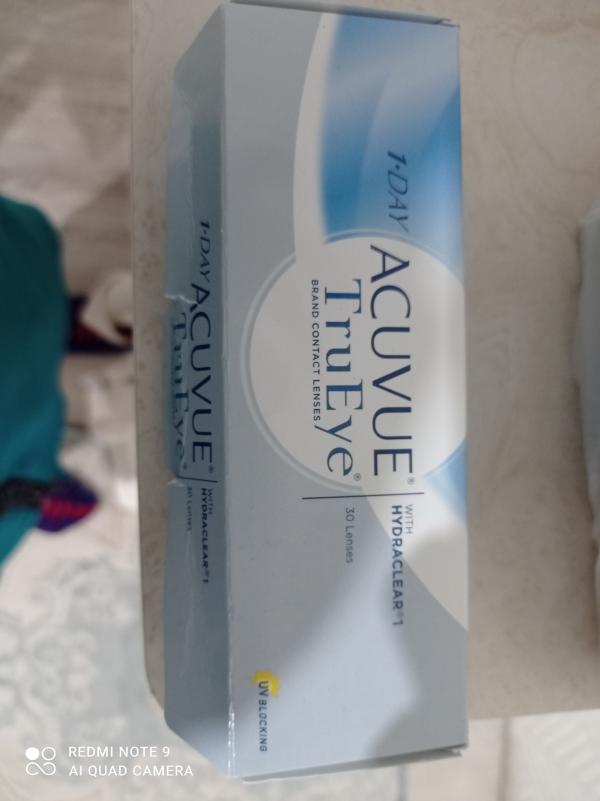 1·DAY
ACUVUE®
TruEye®
BRAND CONTACT LENSES
WITH
HYDRACLEAR®1
30 Lenses
UV BLOCKING
1·DAY ACUVUE®
TruEye®
WITH
HYDRACLEAR®1
30 Lenses
REDMI NOTE 9
AI QUAD CAMERA